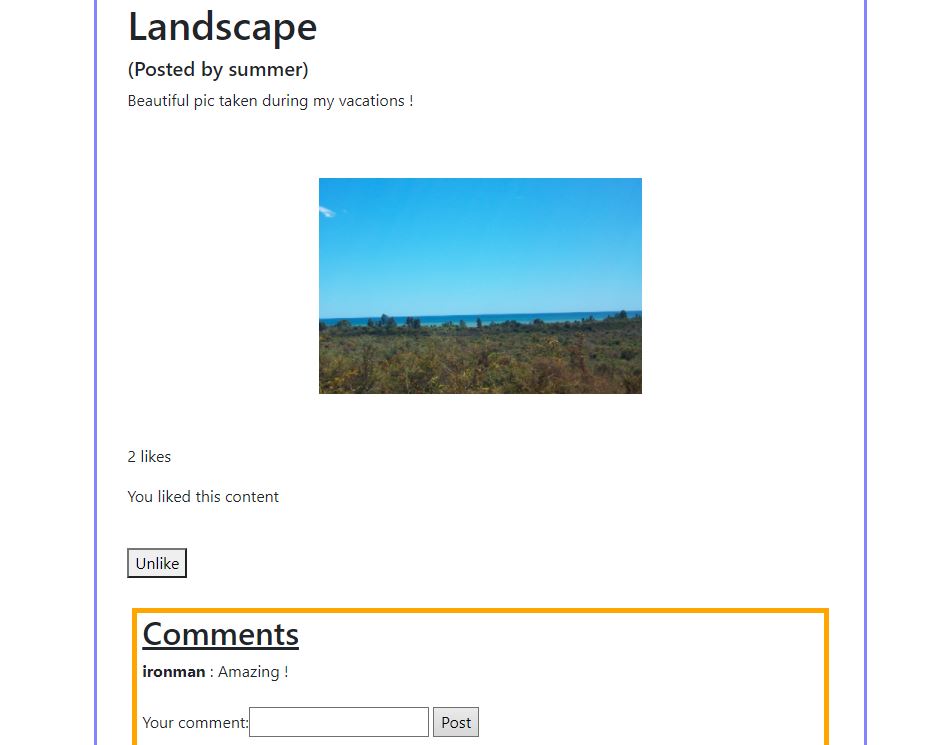 Landscape
(Posted by summer)
Beautiful pic taken during my vacations !
2 likes
You liked this content
Unlike
Comments
ironman : Amazing !
Your comment: Post